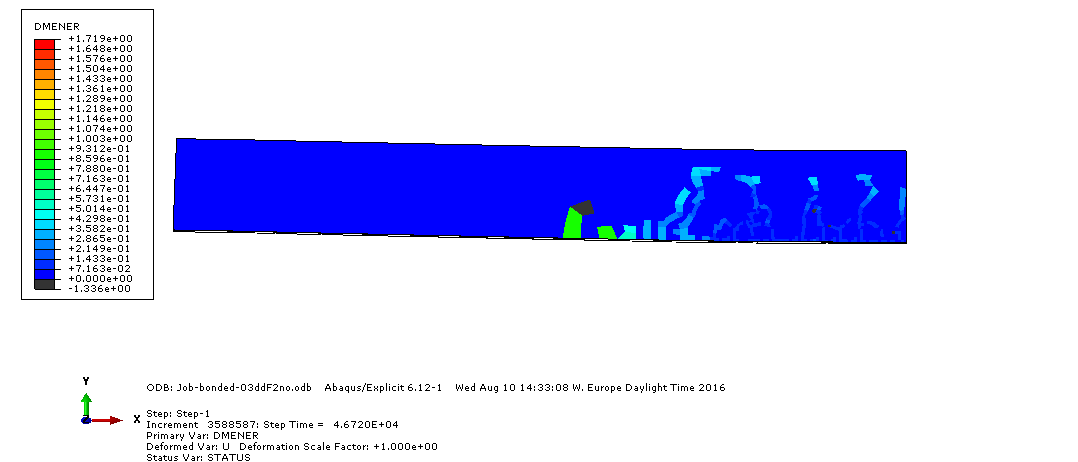 DMENER
+1.719e+00
+1.648e+00
+1.576e+00
+1.504e+00
+1.433e+00
+1.361e+00
+1.289e+00
+1.218e+00
+1.146e+00
+1.074e+00
+1.003e+00
+9.312e-01
+8.596e-01
+7.880e-01
+7.163e-01
+6.447e-01
+5.731e-01
+5.014e-01
+4.298e-01
+3.582e-01
+2.865e-01
+2.149e-01
+1.433e-01
+7.163e-02
+0.000e+00
-1.336e+00
Y
X
ODB: Job-bonded-03ddF2no.odb Abaqus/Explicit 6.12-1 Wed Aug 10 14:33:08 W. Europe Daylight Time 2016
Step: Step-1
Increment 3588587: Step Time = 4.6720E+04
Primary Var: DMENER
Deformed Var: U Deformation Scale Factor: +1.000e+00
Status Var: STATUS